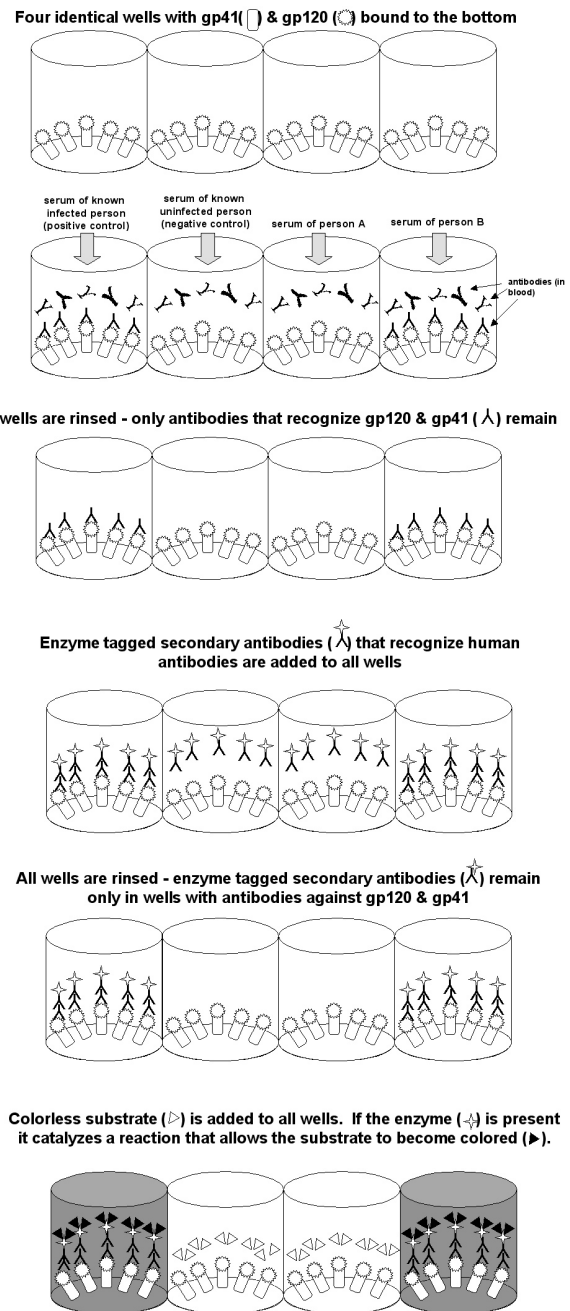 Four identical wells with gp41( ) & gp120 ( ) bound to the bottom
serum of known
infected person
(positive control)
serum of known
uninfected person
(negative control)
serum of person A
serum of person B
antibodies (in
blood)
wells are rinsed - only antibodies that recognize gp120 & gp41 ( ) remain
Enzyme tagged secondary antibodies ( ) that recognize human
antibodies are added to all wells
All wells are rinsed - enzyme tagged secondary antibodies ( ) remain
only in wells with antibodies against gp120 & gp41
Colorless substrate ( ) is added to all wells. If the enzyme ( ) is present
it catalyzes a reaction that allows the substrate to become colored ( ).